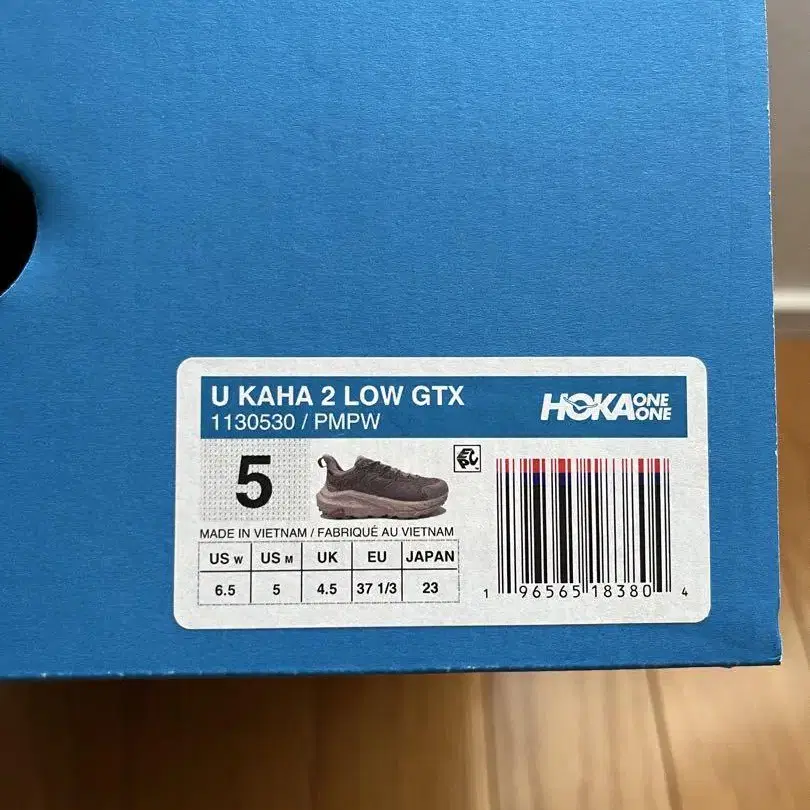 U KAHA 2 LOW GTX
1130530 / PMPW
HOKA ONE ONE
5
EPC
MADE IN VIETNAM / FABRIQUÉ AU VIETNAM
US W US M UK EU JAPAN
6.5 5 4.5 37 1/3 23
1 96565 18380 4